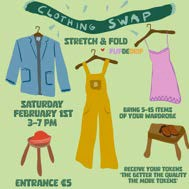 CLOTHING SWAP
STRETCH & FOLD
SATURDAY
FEBRUARY 1ST
3-7 PM
BRING 5-15 ITEMS
OF YOUR WARDROBE
ENTRANCE €5
RECEIVE YOUR TOKENS
'THE BETTER THE QUALITY
THE MORE TOKENS'